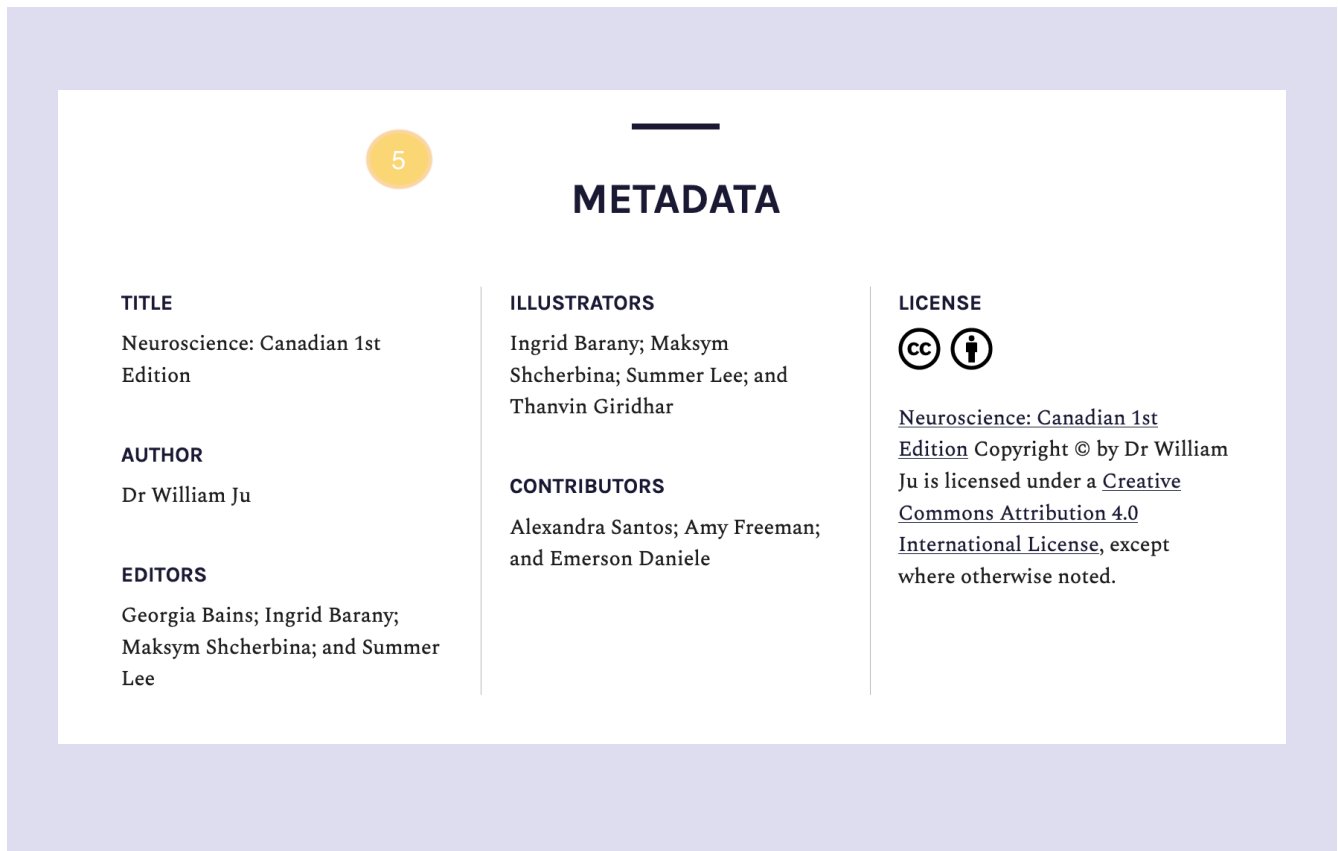 5
METADATA
TITLE
Neuroscience: Canadian 1st
Edition
AUTHOR
Dr William Ju
EDITORS
Georgia Bains; Ingrid Barany;
Maksym Shcherbina; and Summer
Lee
ILLUSTRATORS
Ingrid Barany; Maksym
Shcherbina; Summer Lee; and
Thanvin Giridhar
CONTRIBUTORS
Alexandra Santos; Amy Freeman;
and Emerson Daniele
LICENSE
cc
Neuroscience: Canadian 1st
Edition Copyright © by Dr William
Ju is licensed under a Creative
Commons Attribution 4.0
International License, except
where otherwise noted.